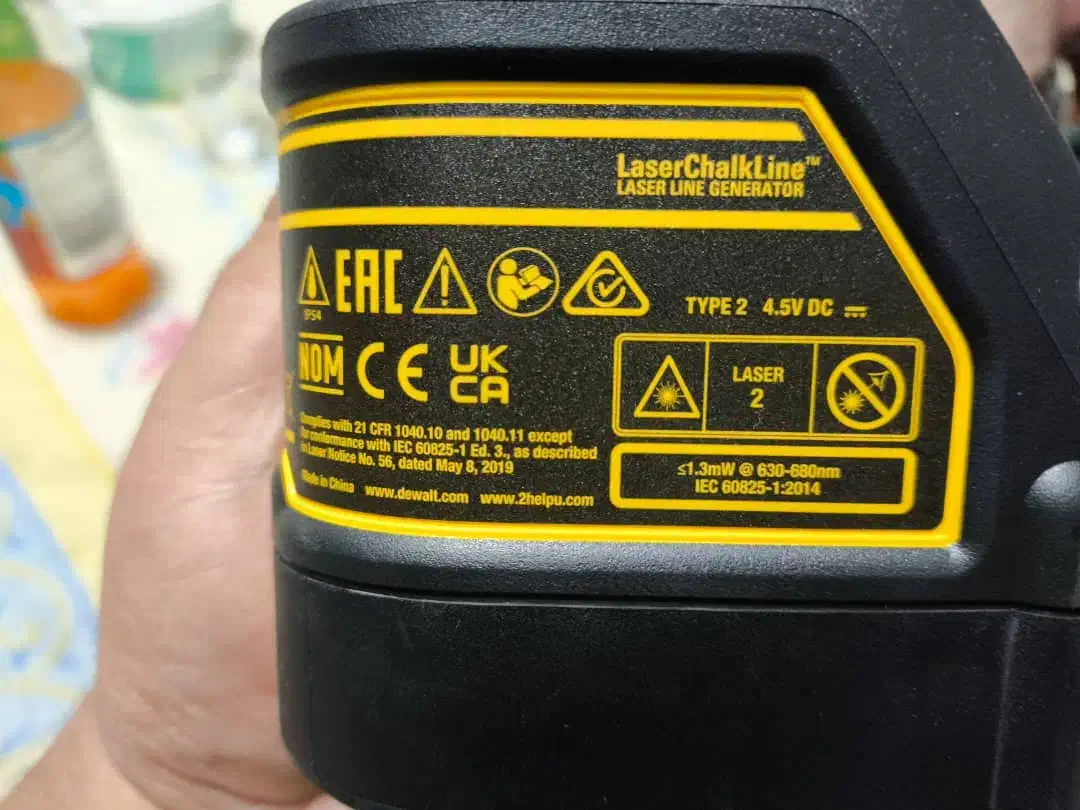 LaserChalkLine™
LASER LINE GENERATOR
IP54
EAC
TYPE 2 4.5V DC
NOM CE UK
CA
LASER
2
Complies with 21 CFR 1040.10 and 1040.11 except
for conformance with IEC 60825-1 Ed. 3., as described
in Laser Notice No. 56, dated May 8, 2019
Made in China www.dewalt.com www.2helpu.com
≤1.3mW @ 630-680nm
IEC 60825-1:2014